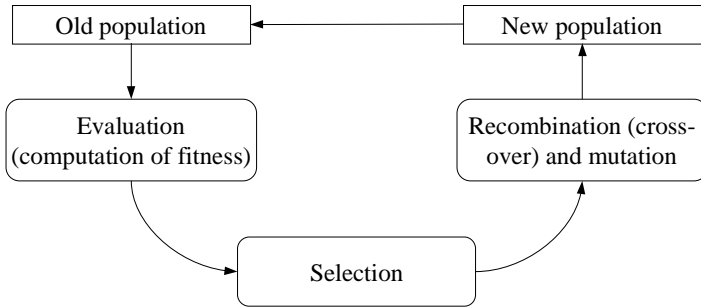 Old population
New population
Evaluation
(computation of fitness)
Recombination (cross-
over) and mutation
Selection